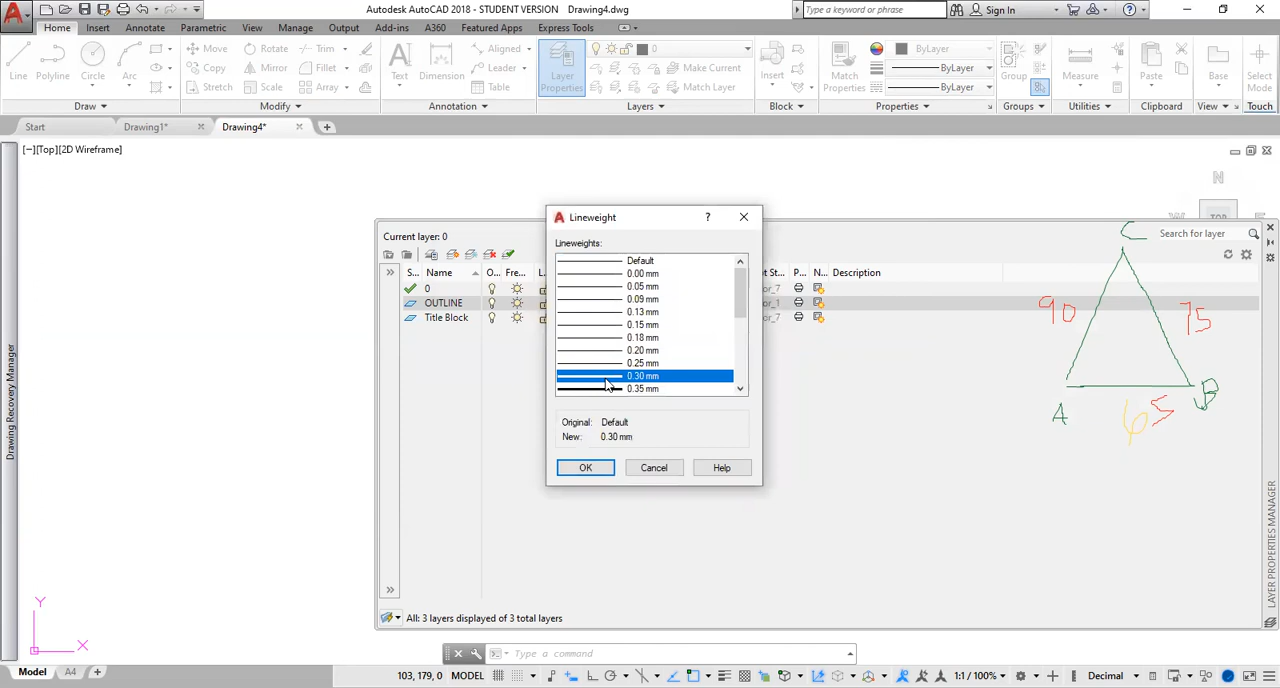 Autodesk AutoCAD 2018 - STUDENT VERSION Drawing4.dwg
Type a keyword or phrase
Sign In
Home Insert Annotate Parametric View Manage Output Add-ins A360 Featured Apps Express Tools
Line Polyline Circle Arc
Move Rotate Trim
Copy Mirror Fillet
Stretch Scale Array
Text Dimension
Aligned
Leader
Table
Layer Properties
0
Make Current
Match Layer
Insert
Match Properties
ByLayer
ByLayer
ByLayer
Group
Measure
Paste
Base
Select Mode
Draw Modify Annotation Layers Block Properties Groups Utilities Clipboard View Touch
Start Drawing1* Drawing4*
[−][Top][2D Wireframe]
N
TOP
Drawing Recovery Manager
Current layer: 0
Search for layer
S.. Name O.. Fre... L.. ot St... P... N... Description
0 or_7
OUTLINE or_1
Title Block or_7
All: 3 layers displayed of 3 total layers
LAYER PROPERTIES MANAGER
Lineweight
?
Lineweights:
Default
0.00 mm
0.05 mm
0.09 mm
0.13 mm
0.15 mm
0.18 mm
0.20 mm
0.25 mm
0.30 mm
0.35 mm
Original: Default
New: 0.30 mm
OK Cancel Help
C
90 75
A 65 B
Y
X
Type a command
Model A4 +
103, 179, 0 MODEL 1:1 / 100% Decimal